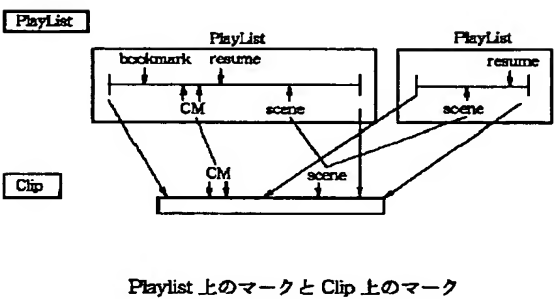 PlayList
PlayList
PlayList
bookmark resume
resume
CM scene
scene
CM scene
Clip
Playlist 上のマークと Clip 上のマーク